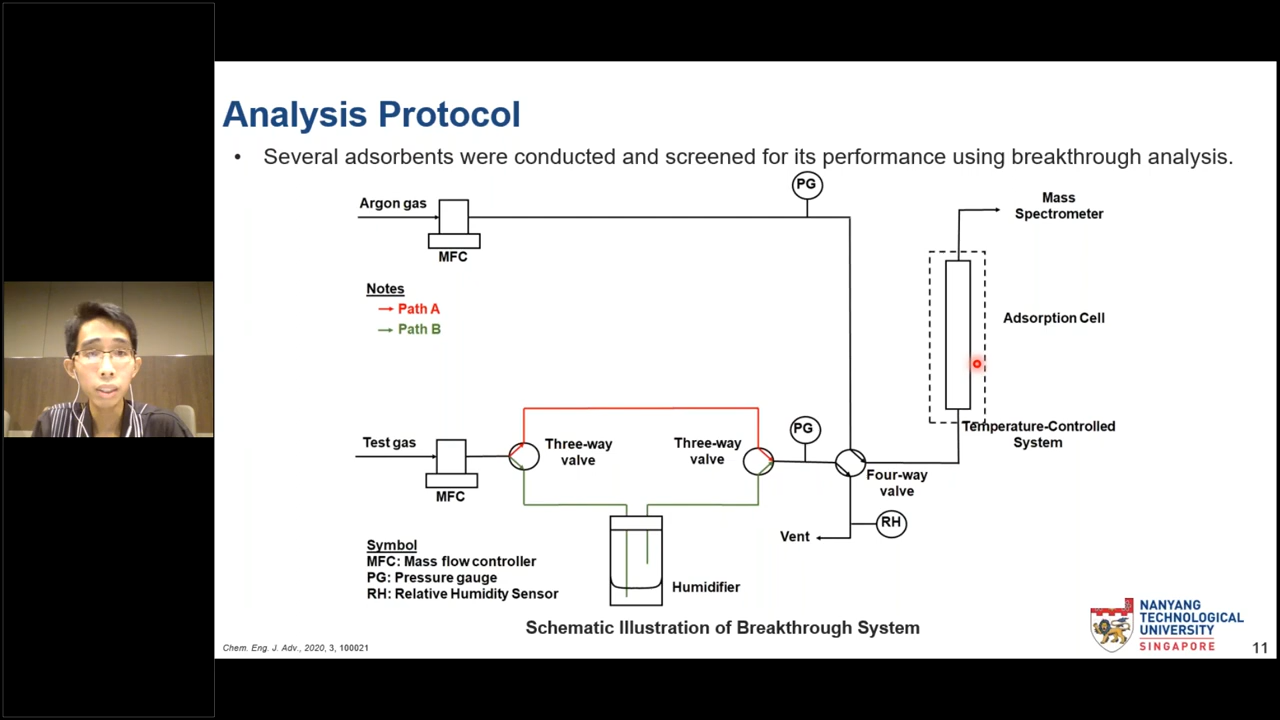 Analysis Protocol
• Several adsorbents were conducted and screened for its performance using breakthrough analysis.
PG
Argon gas
MFC
Mass
Spectrometer
Notes
Path A
Path B
Adsorption Cell
Test gas
MFC
Three-way
valve
Three-way
valve
PG
Temperature-Controlled
System
Four-way
valve
RH
Vent
Symbol
MFC: Mass flow controller
PG: Pressure gauge
RH: Relative Humidity Sensor
Humidifier
Schematic Illustration of Breakthrough System
NANYANG
TECHNOLOGICAL
UNIVERSITY
SINGAPORE
Chem. Eng. J. Adv., 2020, 3, 100021
11